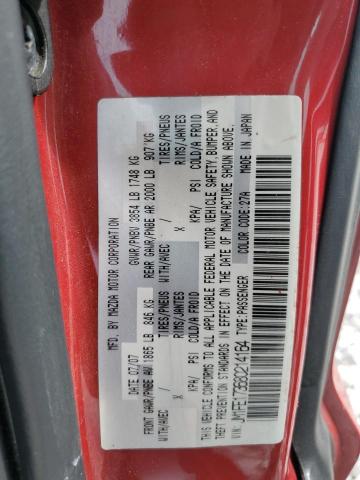 MFD. BY MAZDA MOTOR CORPORATION
DATE: 02/07 GVWR/PNBV 3854 LB 1748 KG
FRONT GAWR/PNBE AV 1865 LB 846 KG REAR GAWR/PNBE AR 2000 LB 907 KG
WITH/AVEC TIRES/PNEUS WITH/AVEC TIRES/PNEUS
X RIMS/JANTES X RIMS/JANTES
KPA/ PSI COLD/A FROID KPA/ PSI COLD/A FROID
THIS VEHICLE CONFORMS TO ALL APPLICABLE FEDERAL MOTOR VEHICLE SAFETY, BUMPER, AND
THEFT PREVENTION STANDARDS IN EFFECT ON THE DATE OF MANUFACTURE SHOWN ABOVE.
VIN: MADE IN JAPAN
TYPE: PASSENGER COLOR CODE: 27A